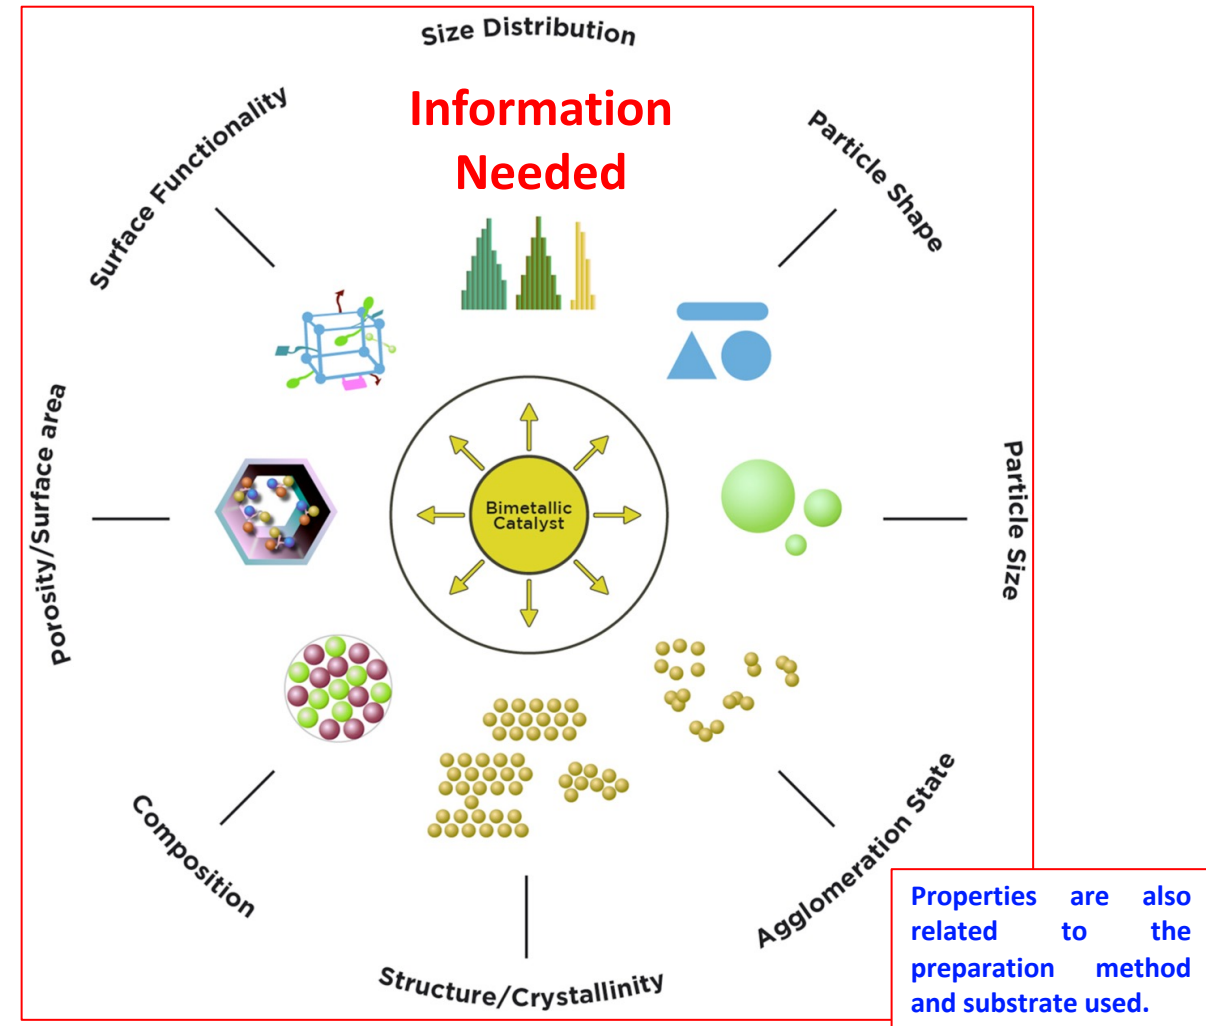 Size Distribution
Information
Needed
Surface Functionality
Particle Shape
Porosity/Surface area
Bimetallic
Catalyst
Particle Size
Composition
Agglomeration State
Structure/Crystallinity
Properties are also
related to the
preparation method
and substrate used.